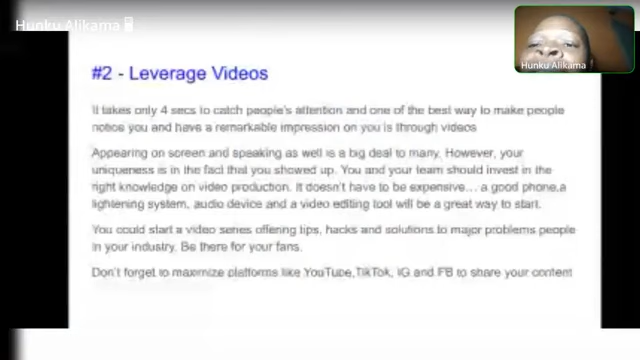 Hunku Alikama
Hunku Alikama
#2 - Leverage Videos
It takes only 4 secs to catch people's attention and one of the best way to make people
notice you and have a remarkable impression on you is through videos
Appearing on screen and speaking as well is a big deal to many. However, your
uniqueness is in the fact that you showed up. You and your team should invest in the
right knowledge on video production. It doesn't have to be expensive... a good phone,a
lightening system, audio device and a video editing tool will be a great way to start.
You could start a video series offering tips, hacks and solutions to major problems people
in your industry. Be there for your fans.
Don't forget to maximize platforms like YouTube,TikTok, IG and FB to share your content